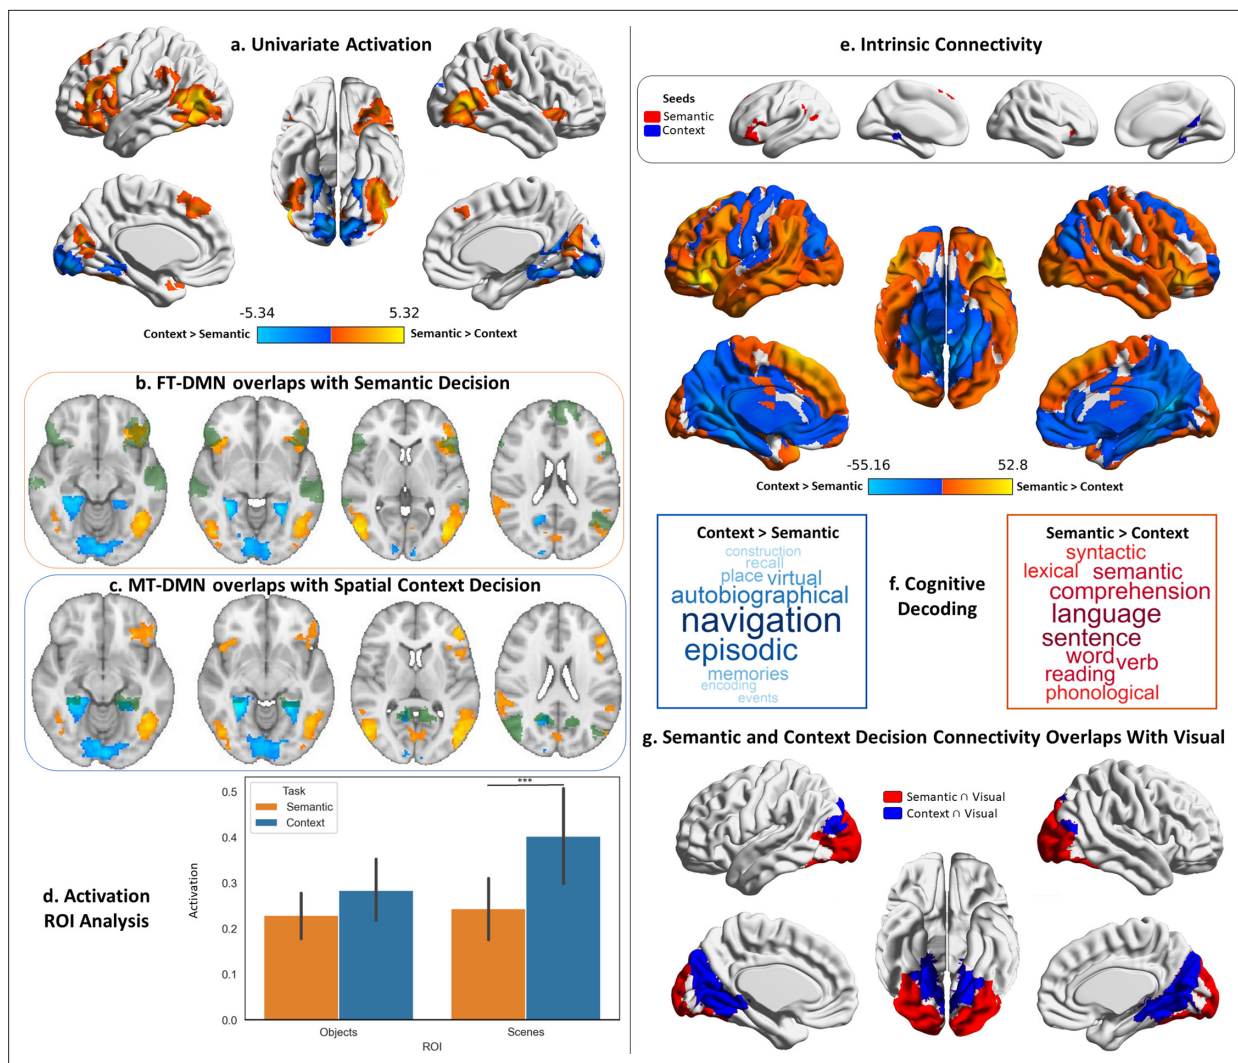 a. Univariate Activation
-5.34
5.32
Context > Semantic
Semantic > Context
b. FT-DMN overlaps with Semantic Decision
c. MT-DMN overlaps with Spatial Context Decision
d. Activation
ROI Analysis
Activation
0.5
0.4
0.3
0.2
0.1
0.0
Task
Semantic
Context
***
Objects
Scenes
ROI
e. Intrinsic Connectivity
Seeds
Semantic
Context
-55.16
52.8
Context > Semantic
Semantic > Context
Context > Semantic
construction
recall
place virtual
autobiographical
navigation
episodic
memories
encoding
events
f. Cognitive
Decoding
Semantic > Context
syntactic
lexical semantic
comprehension
language
sentence
word verb
reading
phonological
g. Semantic and Context Decision Connectivity Overlaps With Visual
Semantic ∩ Visual
Context ∩ Visual